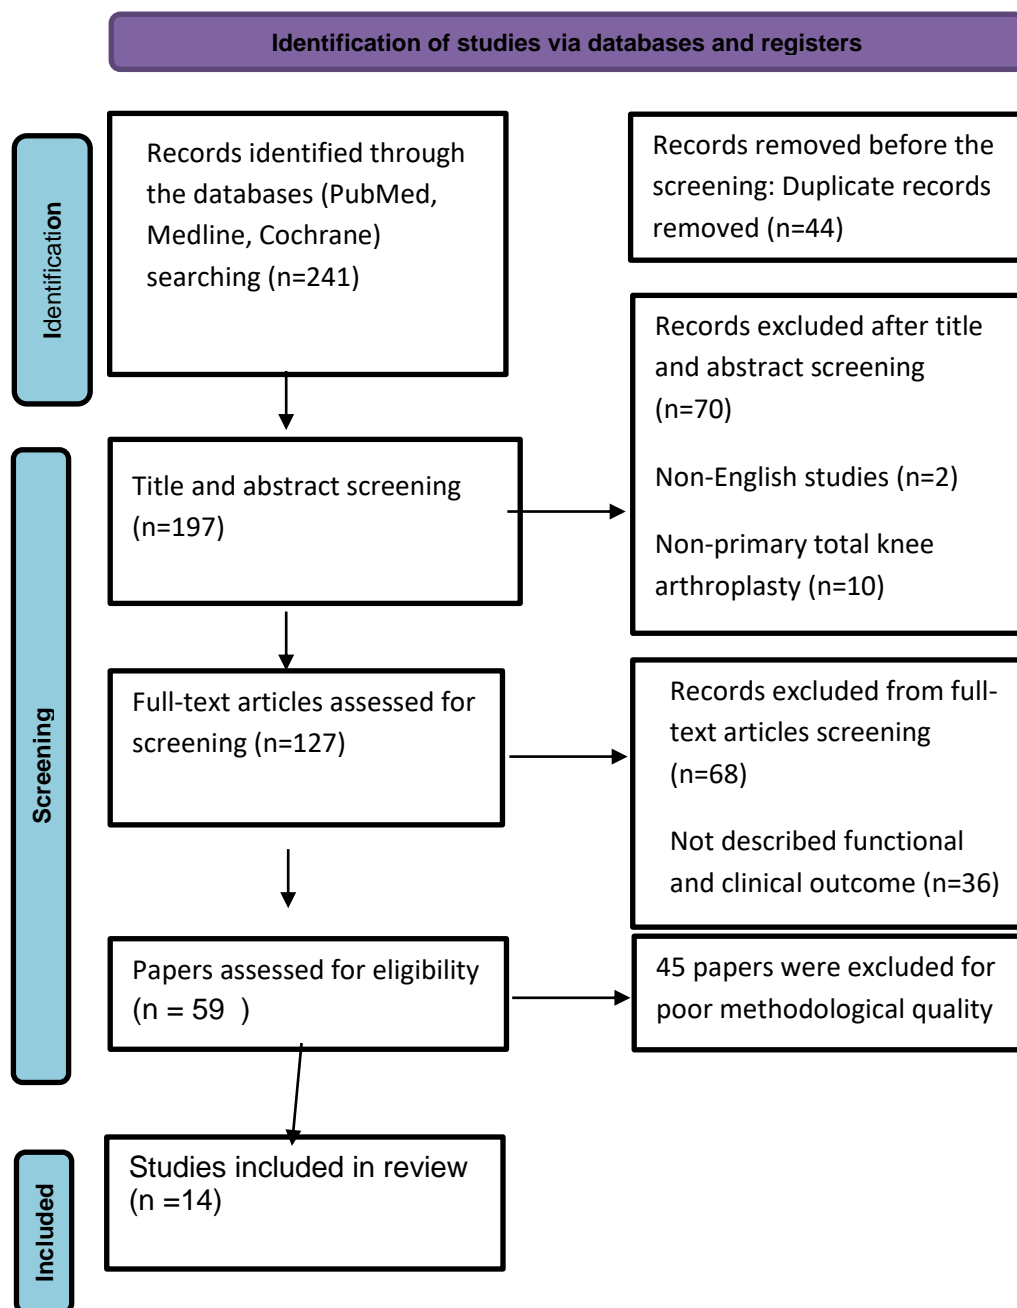 Identification of studies via databases and registers
Identification
Records identified through
the databases (PubMed,
Medline, Cochrane)
searching (n=241)
Records removed before the
screening: Duplicate records
removed (n=44)
Screening
Title and abstract screening
(n=197)
Records excluded after title
and abstract screening
(n=70)
Non-English studies (n=2)
Non-primary total knee
arthroplasty (n=10)
Full-text articles assessed for
screening (n=127)
Records excluded from full-
text articles screening
(n=68)
Not described functional
and clinical outcome (n=36)
Papers assessed for eligibility
(n = 59 )
45 papers were excluded for
poor methodological quality
Included
Studies included in review
(n =14)